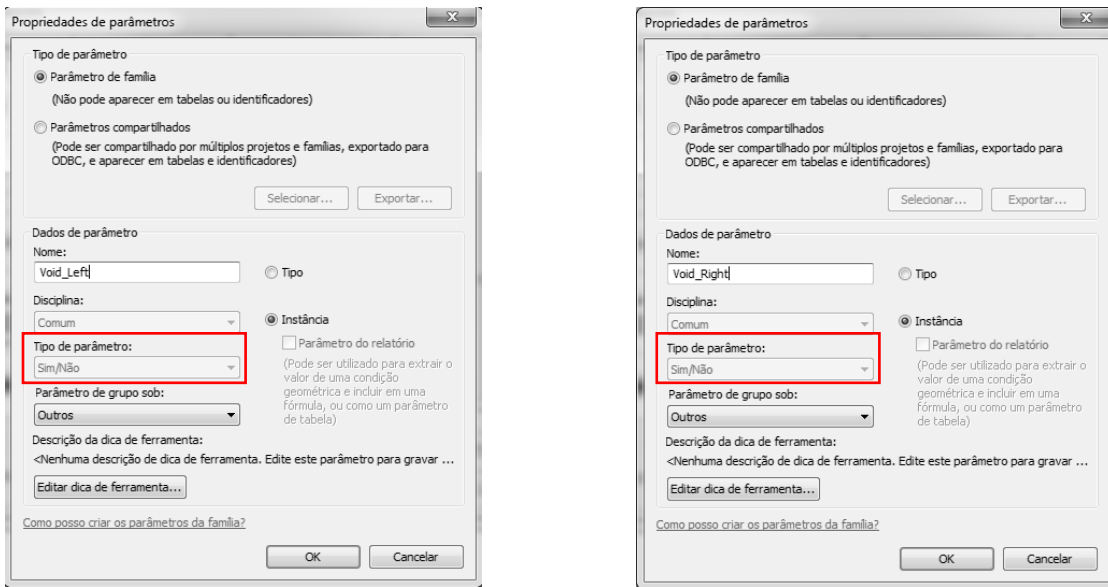 Propriedades de parâmetros
Tipo de parâmetro
Parâmetro de família
(Não pode aparecer em tabelas ou identificadores)
Parâmetros compartilhados
(Pode ser compartilhado por múltiplos projetos e famílias, exportado para
ODBC, e aparecer em tabelas e identificadores)
Selecionar...
Exportar...
Dados de parâmetro
Nome:
Void_Left
Tipo
Disciplina:
Comum
Instância
Tipo de parâmetro:
Parâmetro do relatório
Sim/Não
(Pode ser utilizado para extrair o
valor de uma condição
geométrica e incluir em uma
fórmula, ou como um parâmetro
de tabela)
Parâmetro de grupo sob:
Outros
Descrição da dica de ferramenta:
<Nenhuma descrição de dica de ferramenta. Edite este parâmetro para gravar ...
Editar dica de ferramenta...
Como posso criar os parâmetros da família?
OK
Cancelar
Propriedades de parâmetros
Tipo de parâmetro
Parâmetro de família
(Não pode aparecer em tabelas ou identificadores)
Parâmetros compartilhados
(Pode ser compartilhado por múltiplos projetos e famílias, exportado para
ODBC, e aparecer em tabelas e identificadores)
Selecionar...
Exportar...
Dados de parâmetro
Nome:
Void_Right
Tipo
Disciplina:
Comum
Instância
Tipo de parâmetro:
Parâmetro do relatório
Sim/Não
(Pode ser utilizado para extrair o
valor de uma condição
geométrica e incluir em uma
fórmula, ou como um parâmetro
de tabela)
Parâmetro de grupo sob:
Outros
Descrição da dica de ferramenta:
<Nenhuma descrição de dica de ferramenta. Edite este parâmetro para gravar ...
Editar dica de ferramenta...
Como posso criar os parâmetros da família?
OK
Cancelar